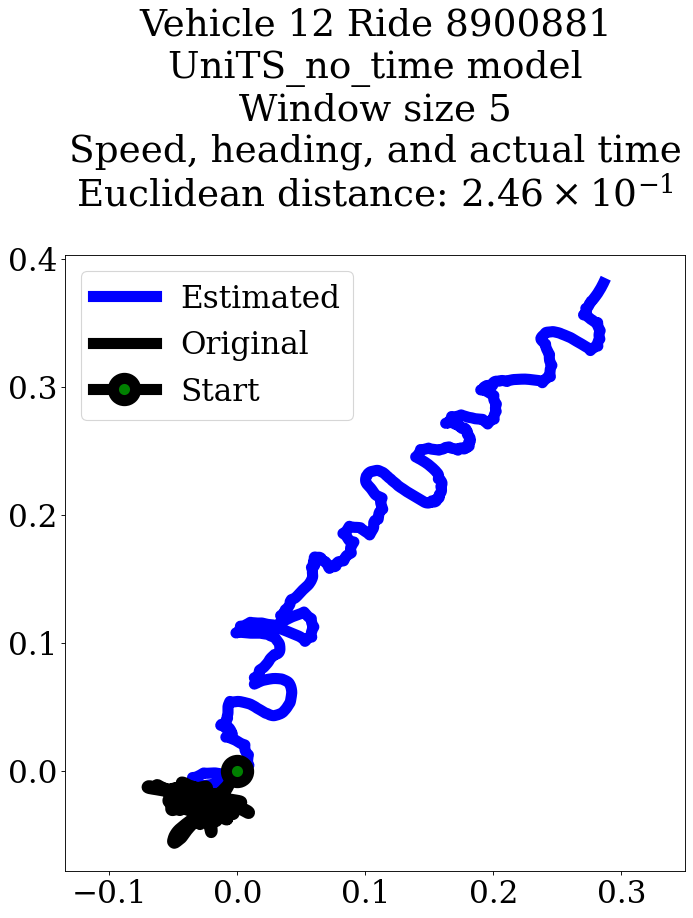 Vehicle 12 Ride 8900881
UniTS_no_time model
Window size 5
Speed, heading, and actual time
Euclidean distance: 2.46 × 10⁻¹
0.4
Estimated
Original
Start
0.3
0.2
0.1
0.0
−0.1 0.0 0.1 0.2 0.3